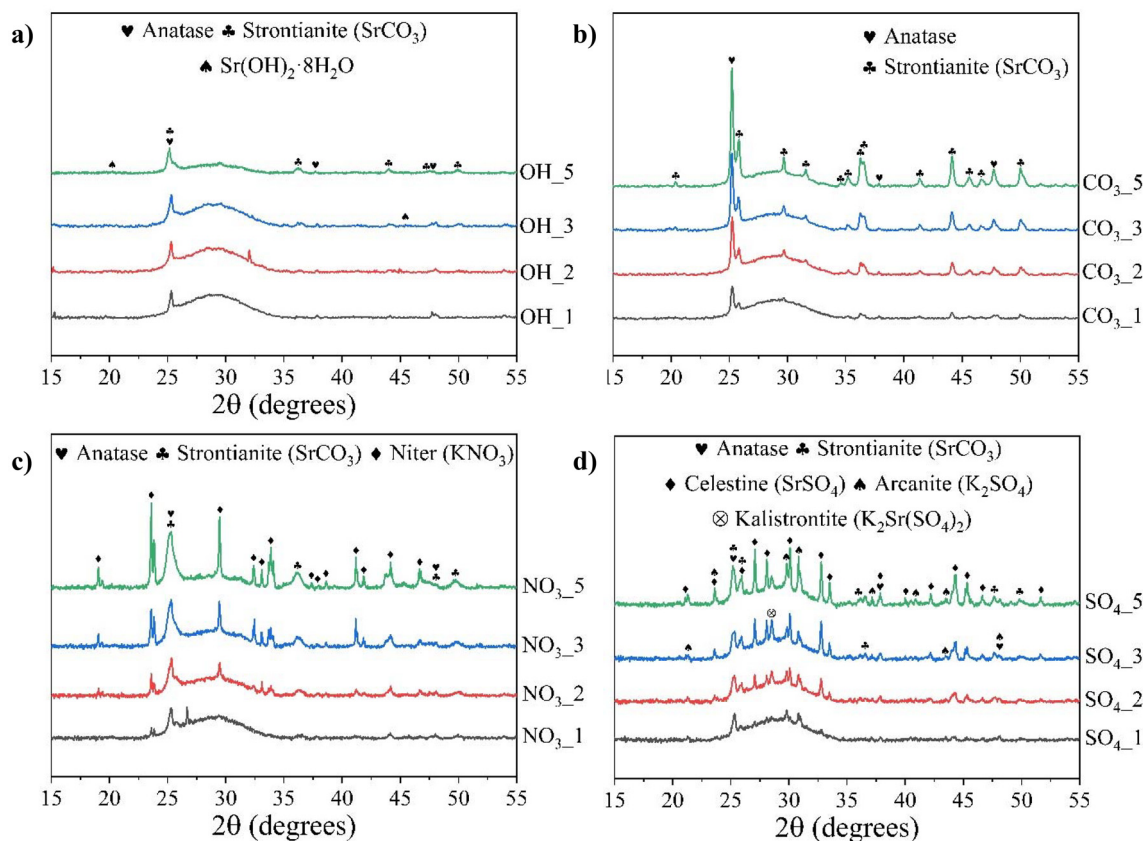 a)
♥ Anatase ♣ Strontianite (SrCO₃)
♠ Sr(OH)₂·8H₂O
OH_5
OH_3
OH_2
OH_1
15 20 25 30 35 40 45 50 55
2θ (degrees)
b)
♥ Anatase
♣ Strontianite (SrCO₃)
CO₃_5
CO₃_3
CO₃_2
CO₃_1
15 20 25 30 35 40 45 50 55
2θ (degrees)
c)
♥ Anatase ♣ Strontianite (SrCO₃) ♦ Niter (KNO₃)
NO₃_5
NO₃_3
NO₃_2
NO₃_1
15 20 25 30 35 40 45 50 55
2θ (degrees)
d)
♥ Anatase ♣ Strontianite (SrCO₃)
♦ Celestine (SrSO₄) ♠ Arcanite (K₂SO₄)
⊗ Kalistrontite (K₂Sr(SO₄)₂)
SO₄_5
SO₄_3
SO₄_2
SO₄_1
15 20 25 30 35 40 45 50 55
2θ (degrees)